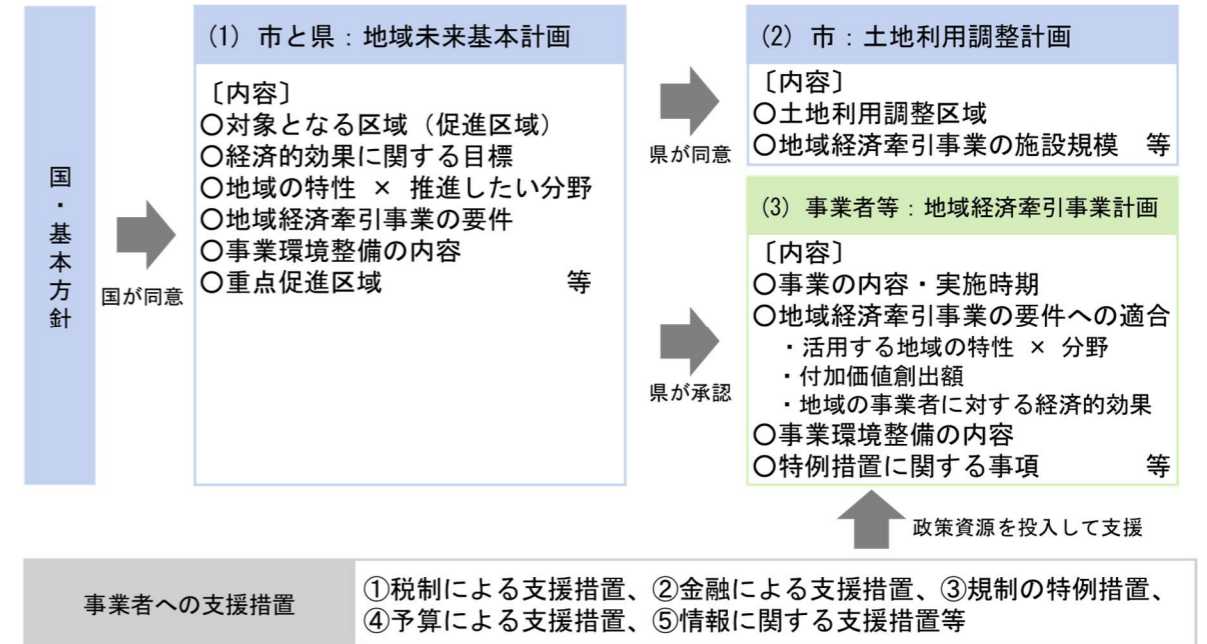 国・基本方針
国が同意
(1) 市と県：地域未来基本計画
〔内容〕
〇対象となる区域（促進区域）
〇経済的効果に関する目標
〇地域の特性 × 推進したい分野
〇地域経済牽引事業の要件
〇事業環境整備の内容
〇重点促進区域 等
県が同意
(2) 市：土地利用調整計画
〔内容〕
〇土地利用調整区域
〇地域経済牽引事業の施設規模 等
県が承認
(3) 事業者等：地域経済牽引事業計画
〔内容〕
〇事業の内容・実施時期
〇地域経済牽引事業の要件への適合
・活用する地域の特性 × 分野
・付加価値創出額
・地域の事業者に対する経済的効果
〇事業環境整備の内容
〇特例措置に関する事項 等
政策資源を投入して支援
事業者への支援措置
①税制による支援措置、②金融による支援措置、③規制の特例措置、
④予算による支援措置、⑤情報に関する支援措置等